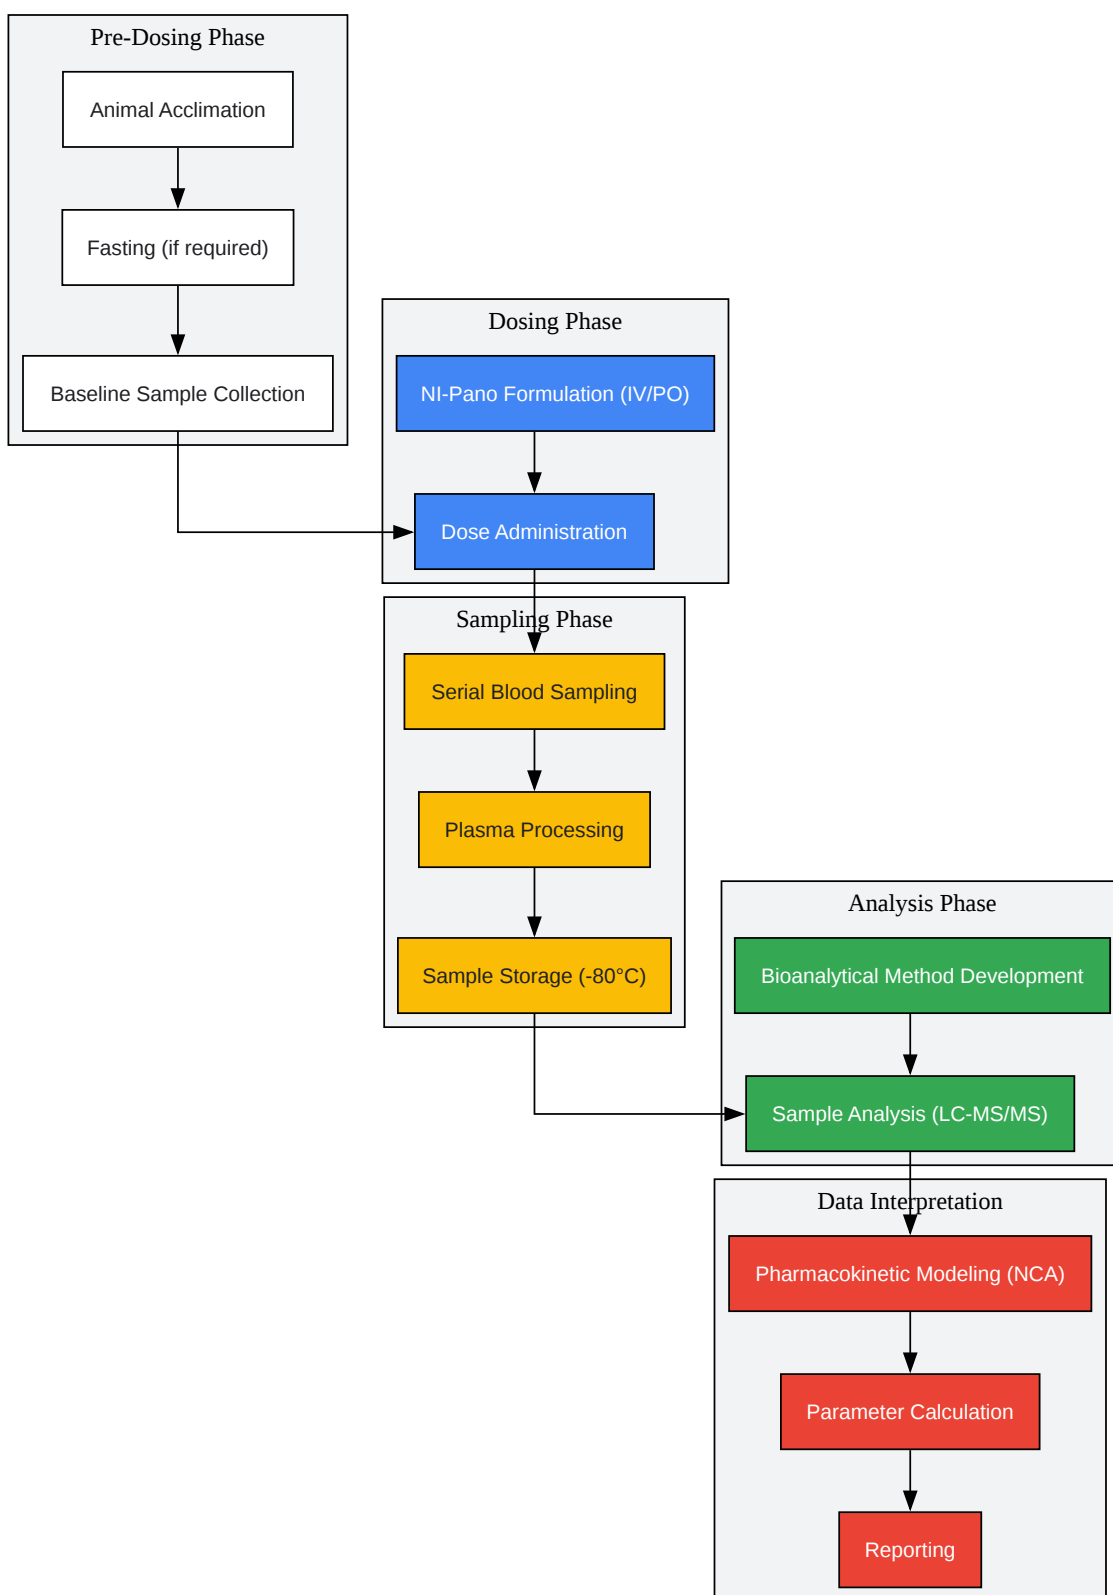 Pre-Dosing Phase
Animal Acclimation
Fasting (if required)
Baseline Sample Collection
Dosing Phase
NI-Pano Formulation (IV/PO)
Dose Administration
Sampling Phase
Serial Blood Sampling
Plasma Processing
Sample Storage (-80°C)
Analysis Phase
Bioanalytical Method Development
Sample Analysis (LC-MS/MS)
Data Interpretation
Pharmacokinetic Modeling (NCA)
Parameter Calculation
Reporting